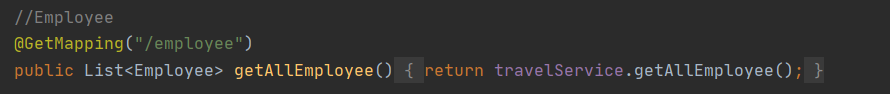 //Employee
@GetMapping("/employee")
public List<Employee> getAllEmployee() { return travelService.getAllEmployee(); }